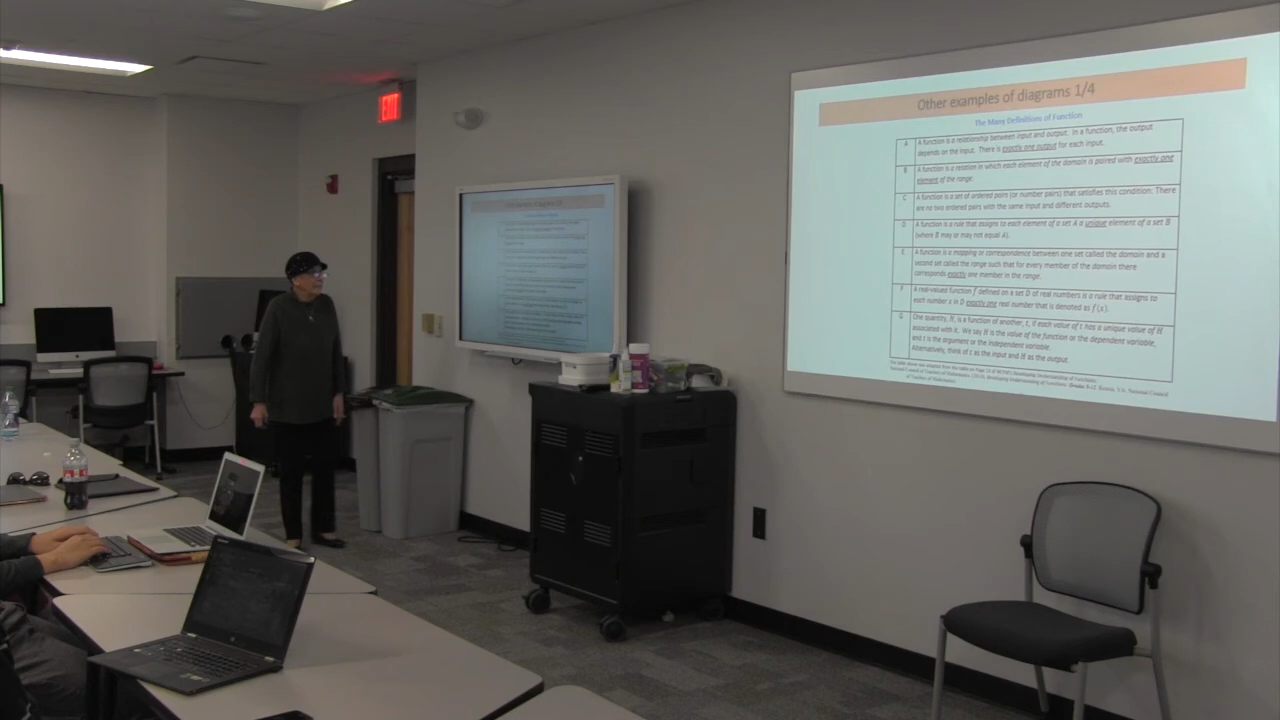 EXIT
Other examples of diagrams 1/4
The Many Definitions of Function
A
A function is a relationship between input and output. In a function, the output
depends on the input. There is exactly one output for each input.
B
A function is a relation in which each element of the domain is paired with exactly one
element of the range.
C
A function is a set of ordered pairs (or number pairs) that satisfies this condition: There
are no two ordered pairs with the same input and different outputs.
D
A function is a rule that assigns to each element of a set A a unique element of a set B
(where B may or may not equal A).
E
A function is a mapping or correspondence between one set called the domain and a
second set called the range such that for every member of the domain there
corresponds exactly one member in the range.
F
A real-valued function f defined on a set D of real numbers is a rule that assigns to
each number x in D exactly one real number that is denoted as f(x).
G
One quantity, H, is a function of another, t, if each value of t has a unique value of H
associated with it. We say H is the value of the function or the dependent variable,
and t is the argument or the independent variable.
Alternatively, think of t as the input and H as the output.